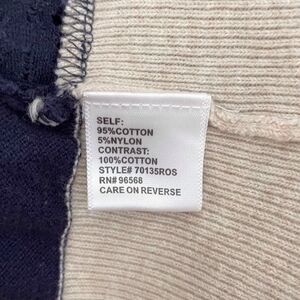 SELF:
95%COTTON
5%NYLON
CONTRAST:
100%COTTON
STYLE# 70135ROS
RN# 96568
CARE ON REVERSE